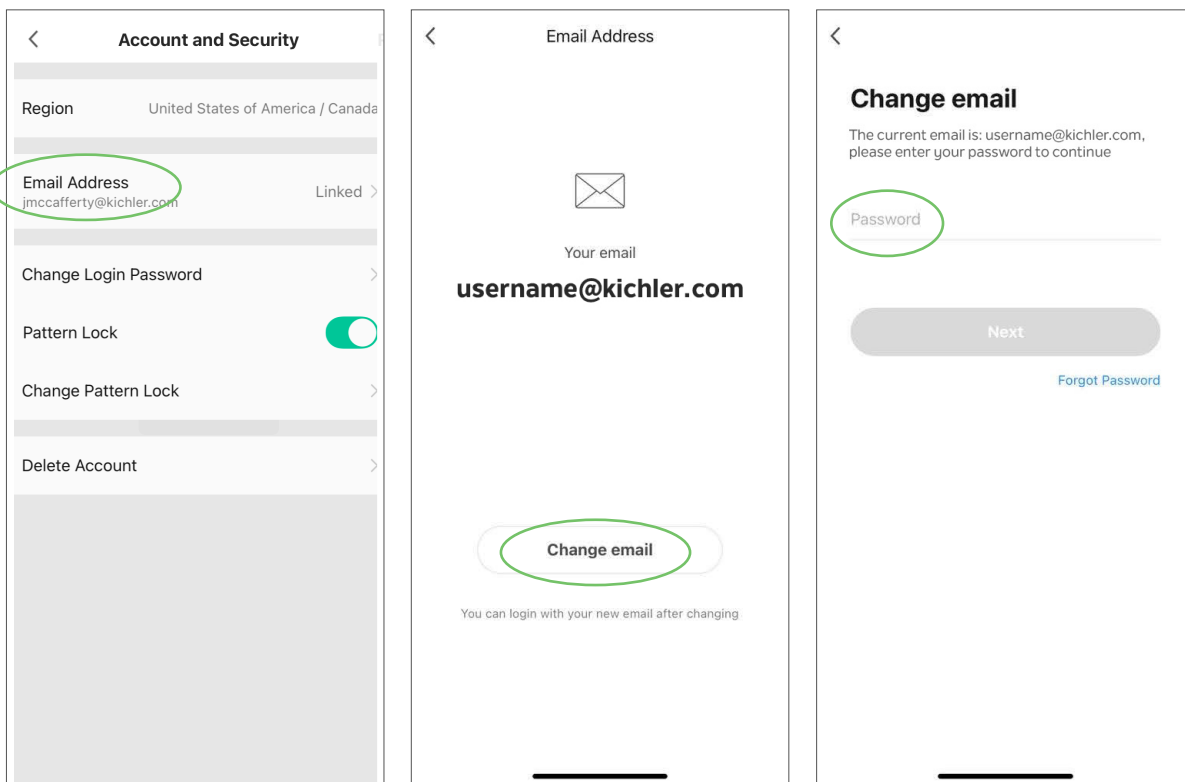 Account and Security
Region
United States of America / Canada
Email Address
jmccafferty@kichler.com
Linked
Change Login Password
Pattern Lock
Change Pattern Lock
Delete Account
Email Address
Your email
username@kichler.com
Change email
You can login with your new email after changing
Change email
The current email is: username@kichler.com,
please enter your password to continue
Password
Next
Forgot Password